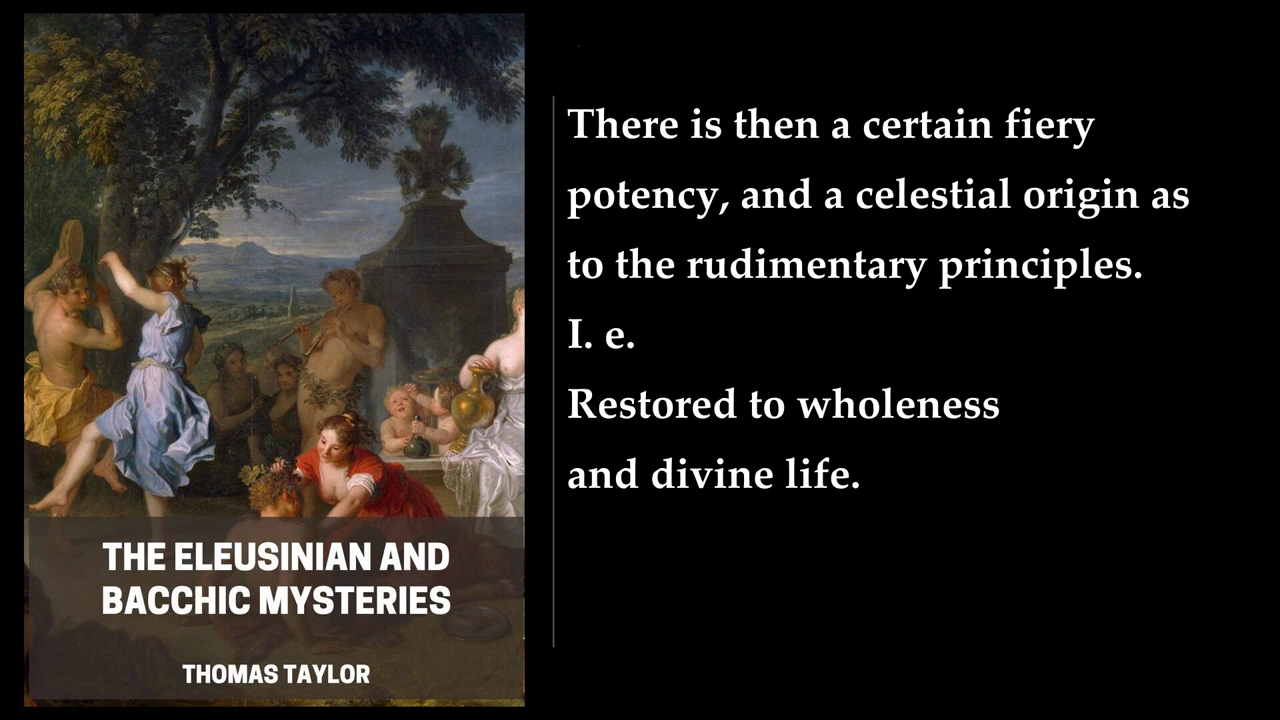 There is then a certain fiery
potency, and a celestial origin as
to the rudimentary principles.
I. e.
Restored to wholeness
and divine life.
THE ELEUSINIAN AND
BACCHIC MYSTERIES
THOMAS TAYLOR